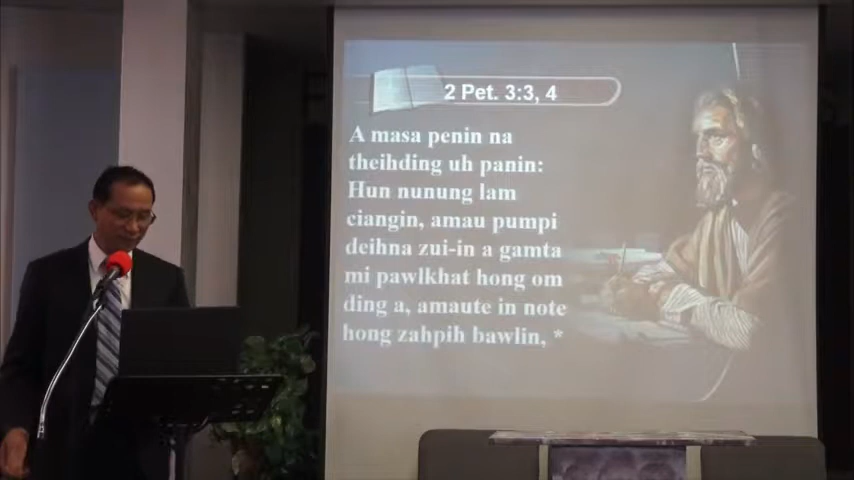 2 Pet. 3:3, 4
A masa penin na
theihding uh panin:
Hun nunung lam
ciangin, amau pumpi
deihna zui-in a gamta
mi pawlkhat hong om
ding a, amaute in note
hong zahpih bawlin, *